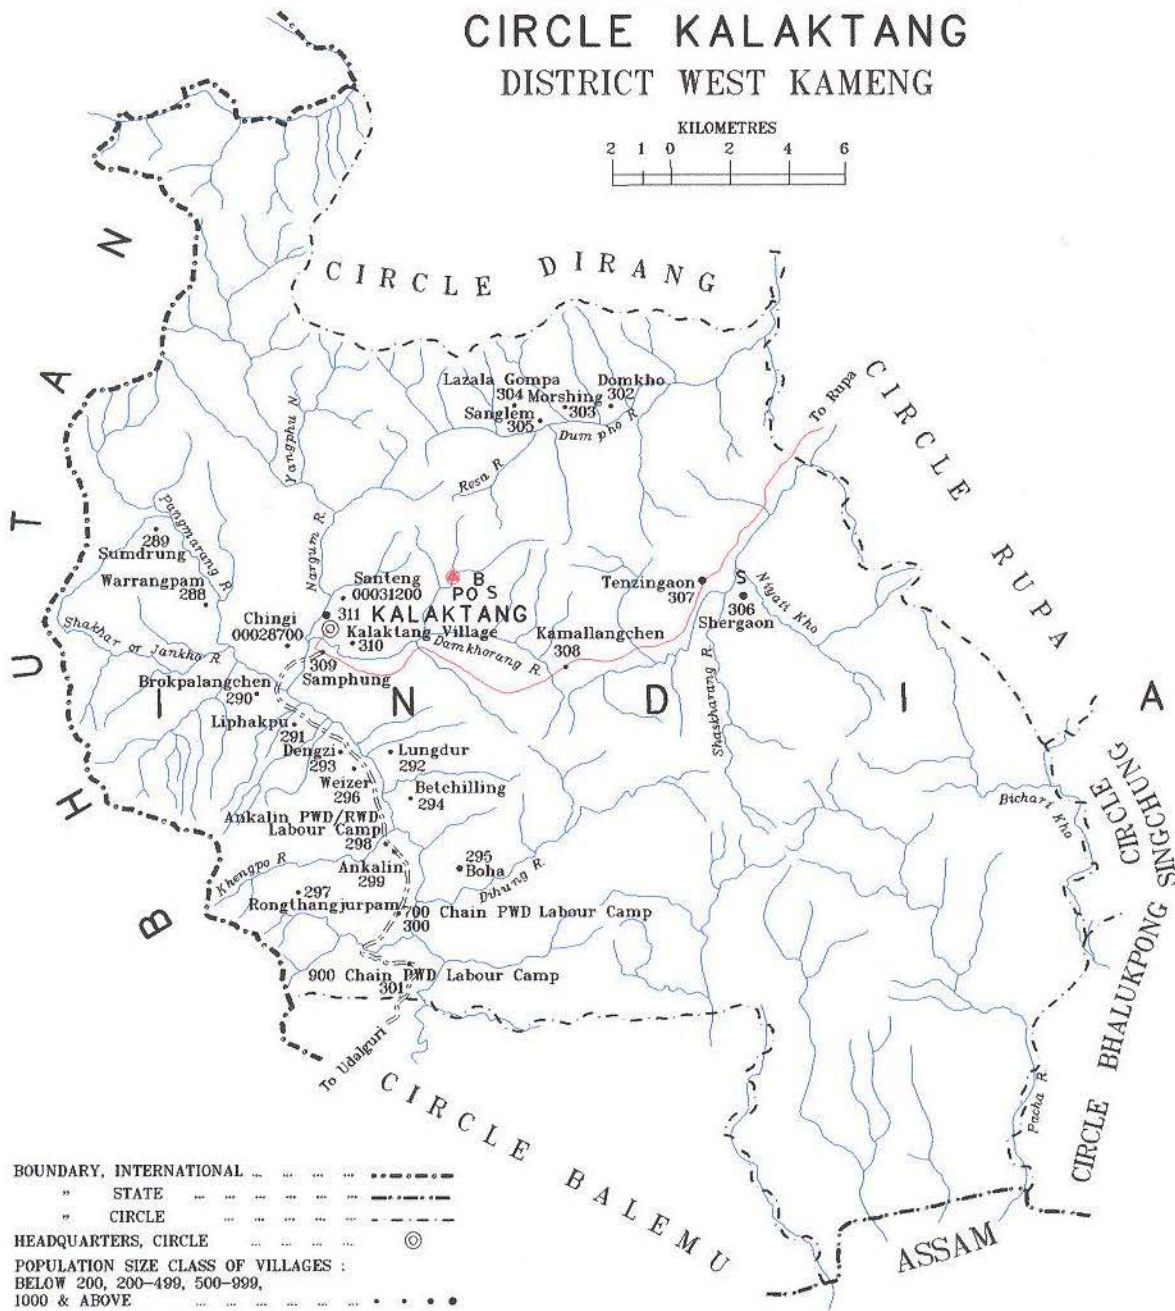 CIRCLE KALAKTANG
DISTRICT WEST KAMENG
KILOMETRES
2 1 0 2 4 6
BHUTAN
CIRCLE DIRANG
CIRCLE RUPA
To Rupa
Lazala Gompa
304
Morshing
303
Domkho
302
Sanglem
305
Dum pho R.
Yangphu N.
Resa R.
Nargum R.
Pangmarang R.
289
Sumdrung
Warrangpam
288
Santeng
00031200
B
PO S
311
KALAKTANG
Chingi
00028700
Kalaktang Village
310
309
Samphung
Damkhorang R.
Kamallangchen
308
Tenzingaon
307
S
306
Shergaon
Niyati Kho
Shakhar or Jankho R.
Shaskharang R.
INDIA
Brokpalangchen
290
Liphakpu
291
Dengzi
293
Lungdur
292
Weizer
296
Betchilling
294
Ankalin PWD/RWD
Labour Camp
298
Ankalin
299
295
Boha
Khengpo R.
Dihung R.
297
Rongthangjurpam
700 Chain PWD Labour Camp
300
900 Chain PWD Labour Camp
301
To Udalguri
Bichari Kho
CIRCLE
SINGCHUNG
CIRCLE BHALUKPONG
Pacha R.
CIRCLE BALEMU
ASSAM
BOUNDARY, INTERNATIONAL ... ... ... ...
" STATE ... ... ... ... ... ...
" CIRCLE ... ... ... ... ...
HEADQUARTERS, CIRCLE ... ... ... ...
POPULATION SIZE CLASS OF VILLAGES :
BELOW 200, 200-499, 500-999,
1000 & ABOVE ... ... ... ... ... ...